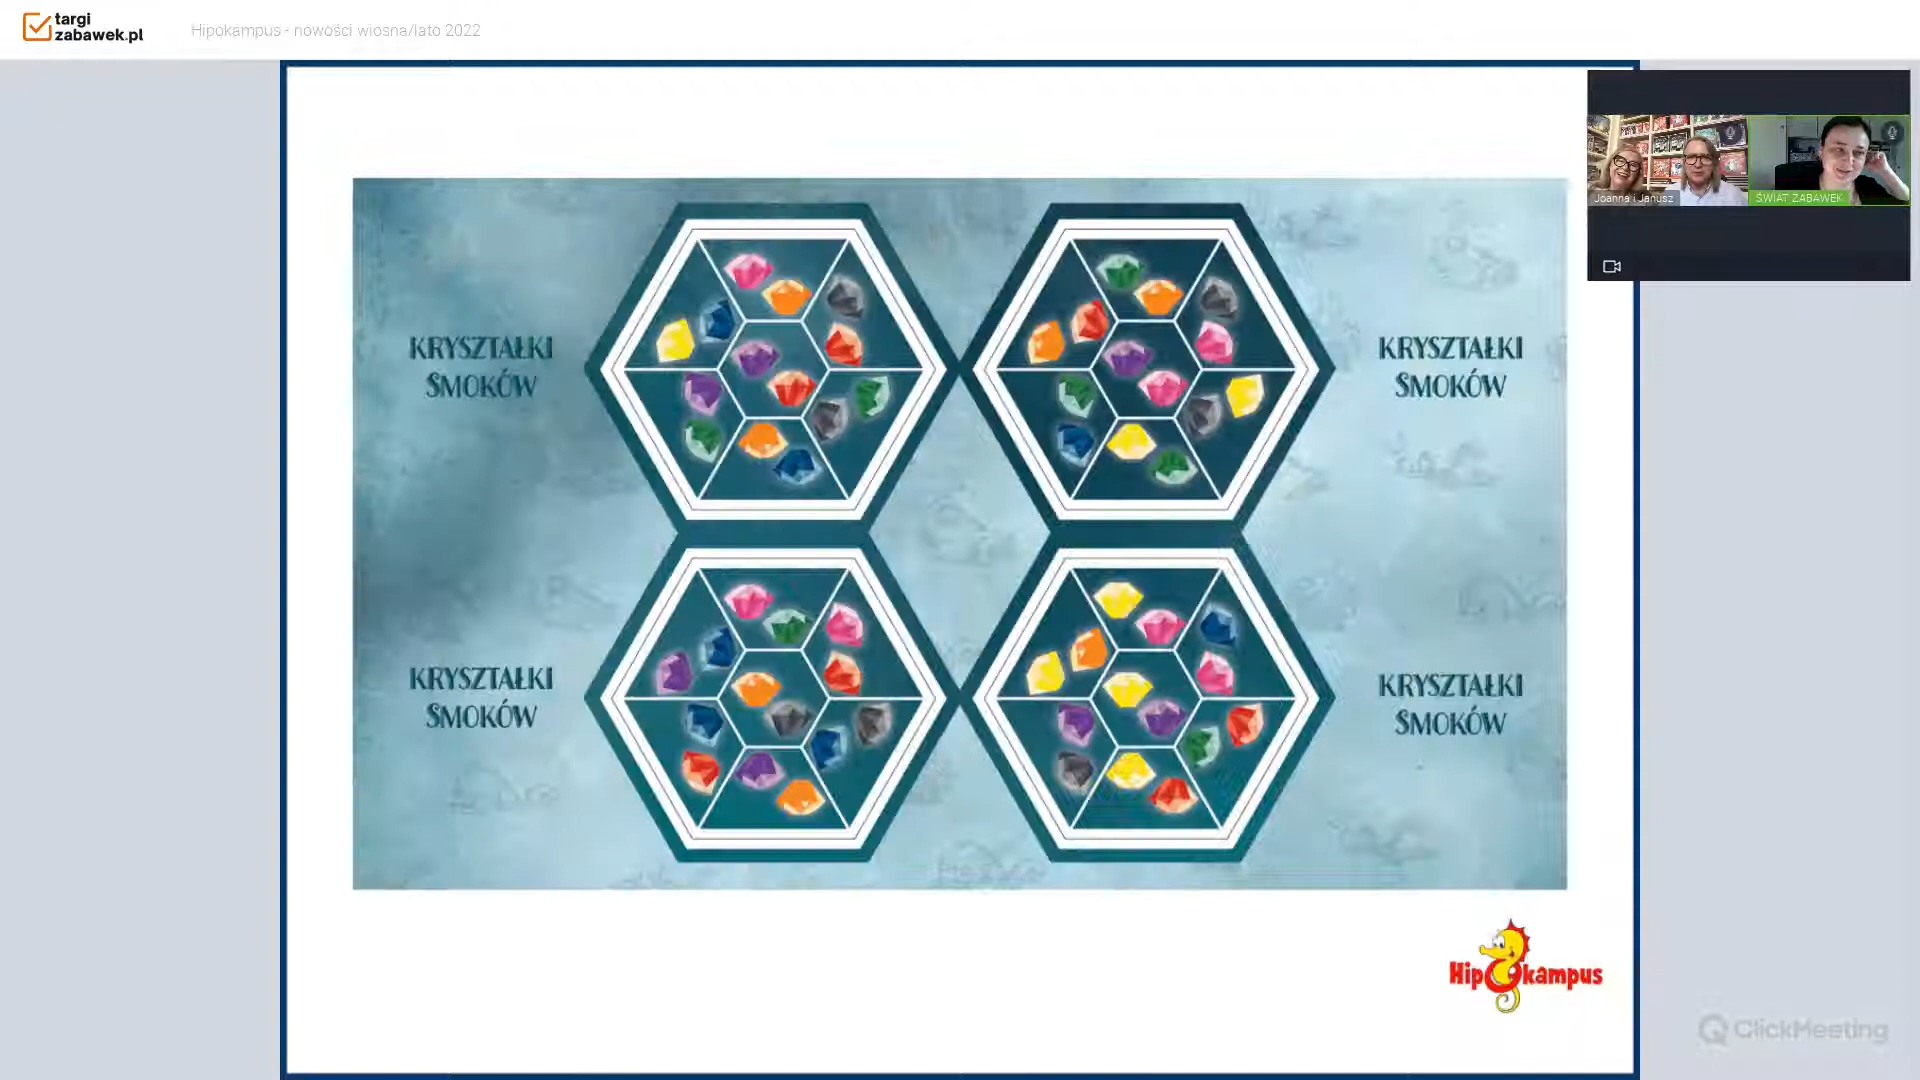 targi
zabawek.pl
Hipokampus - nowości wiosna/lato 2022
Joanna i Janusz
ŚWIAT ZABAWEK
KRYSZTAŁKI
SMOKÓW
KRYSZTAŁKI
SMOKÓW
KRYSZTAŁKI
SMOKÓW
KRYSZTAŁKI
SMOKÓW
Hipokampus
ClickMeeting